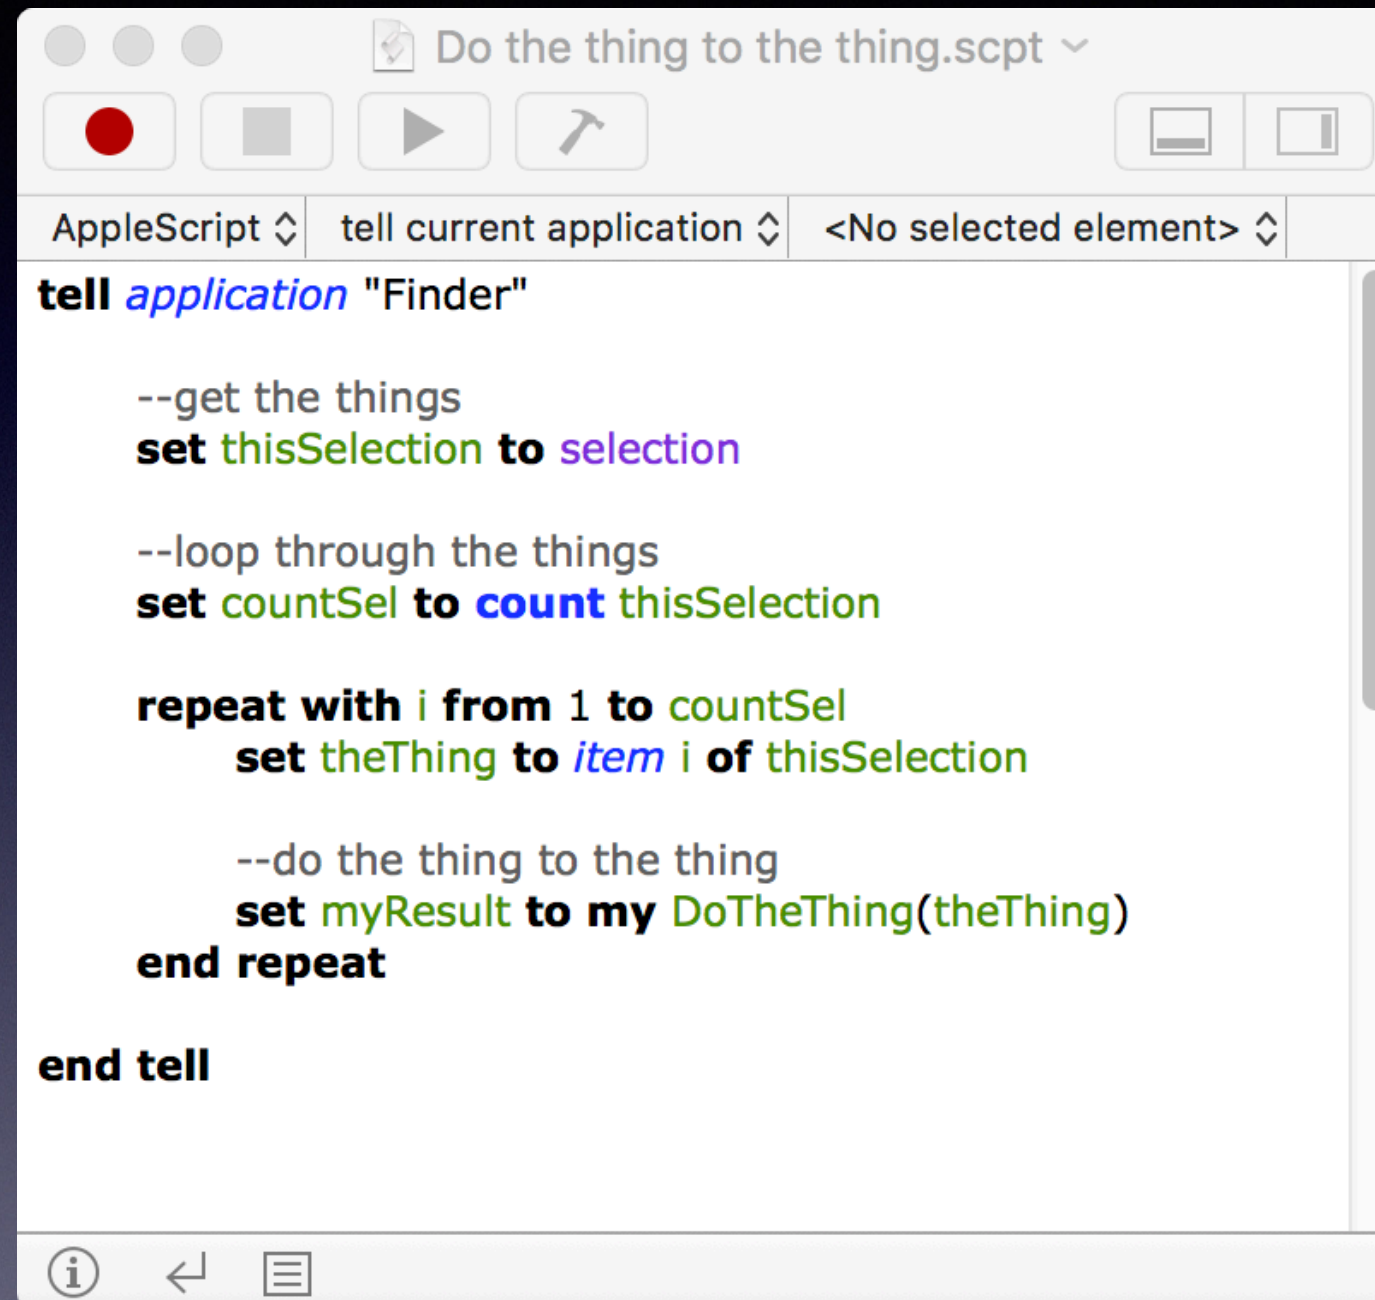 Do the thing to the thing.scpt
AppleScript tell current application <No selected element>
tell application "Finder"
--get the things
set thisSelection to selection
--loop through the things
set countSel to count thisSelection
repeat with i from 1 to countSel
set theThing to item i of thisSelection
--do the thing to the thing
set myResult to my DoTheThing(theThing)
end repeat
end tell